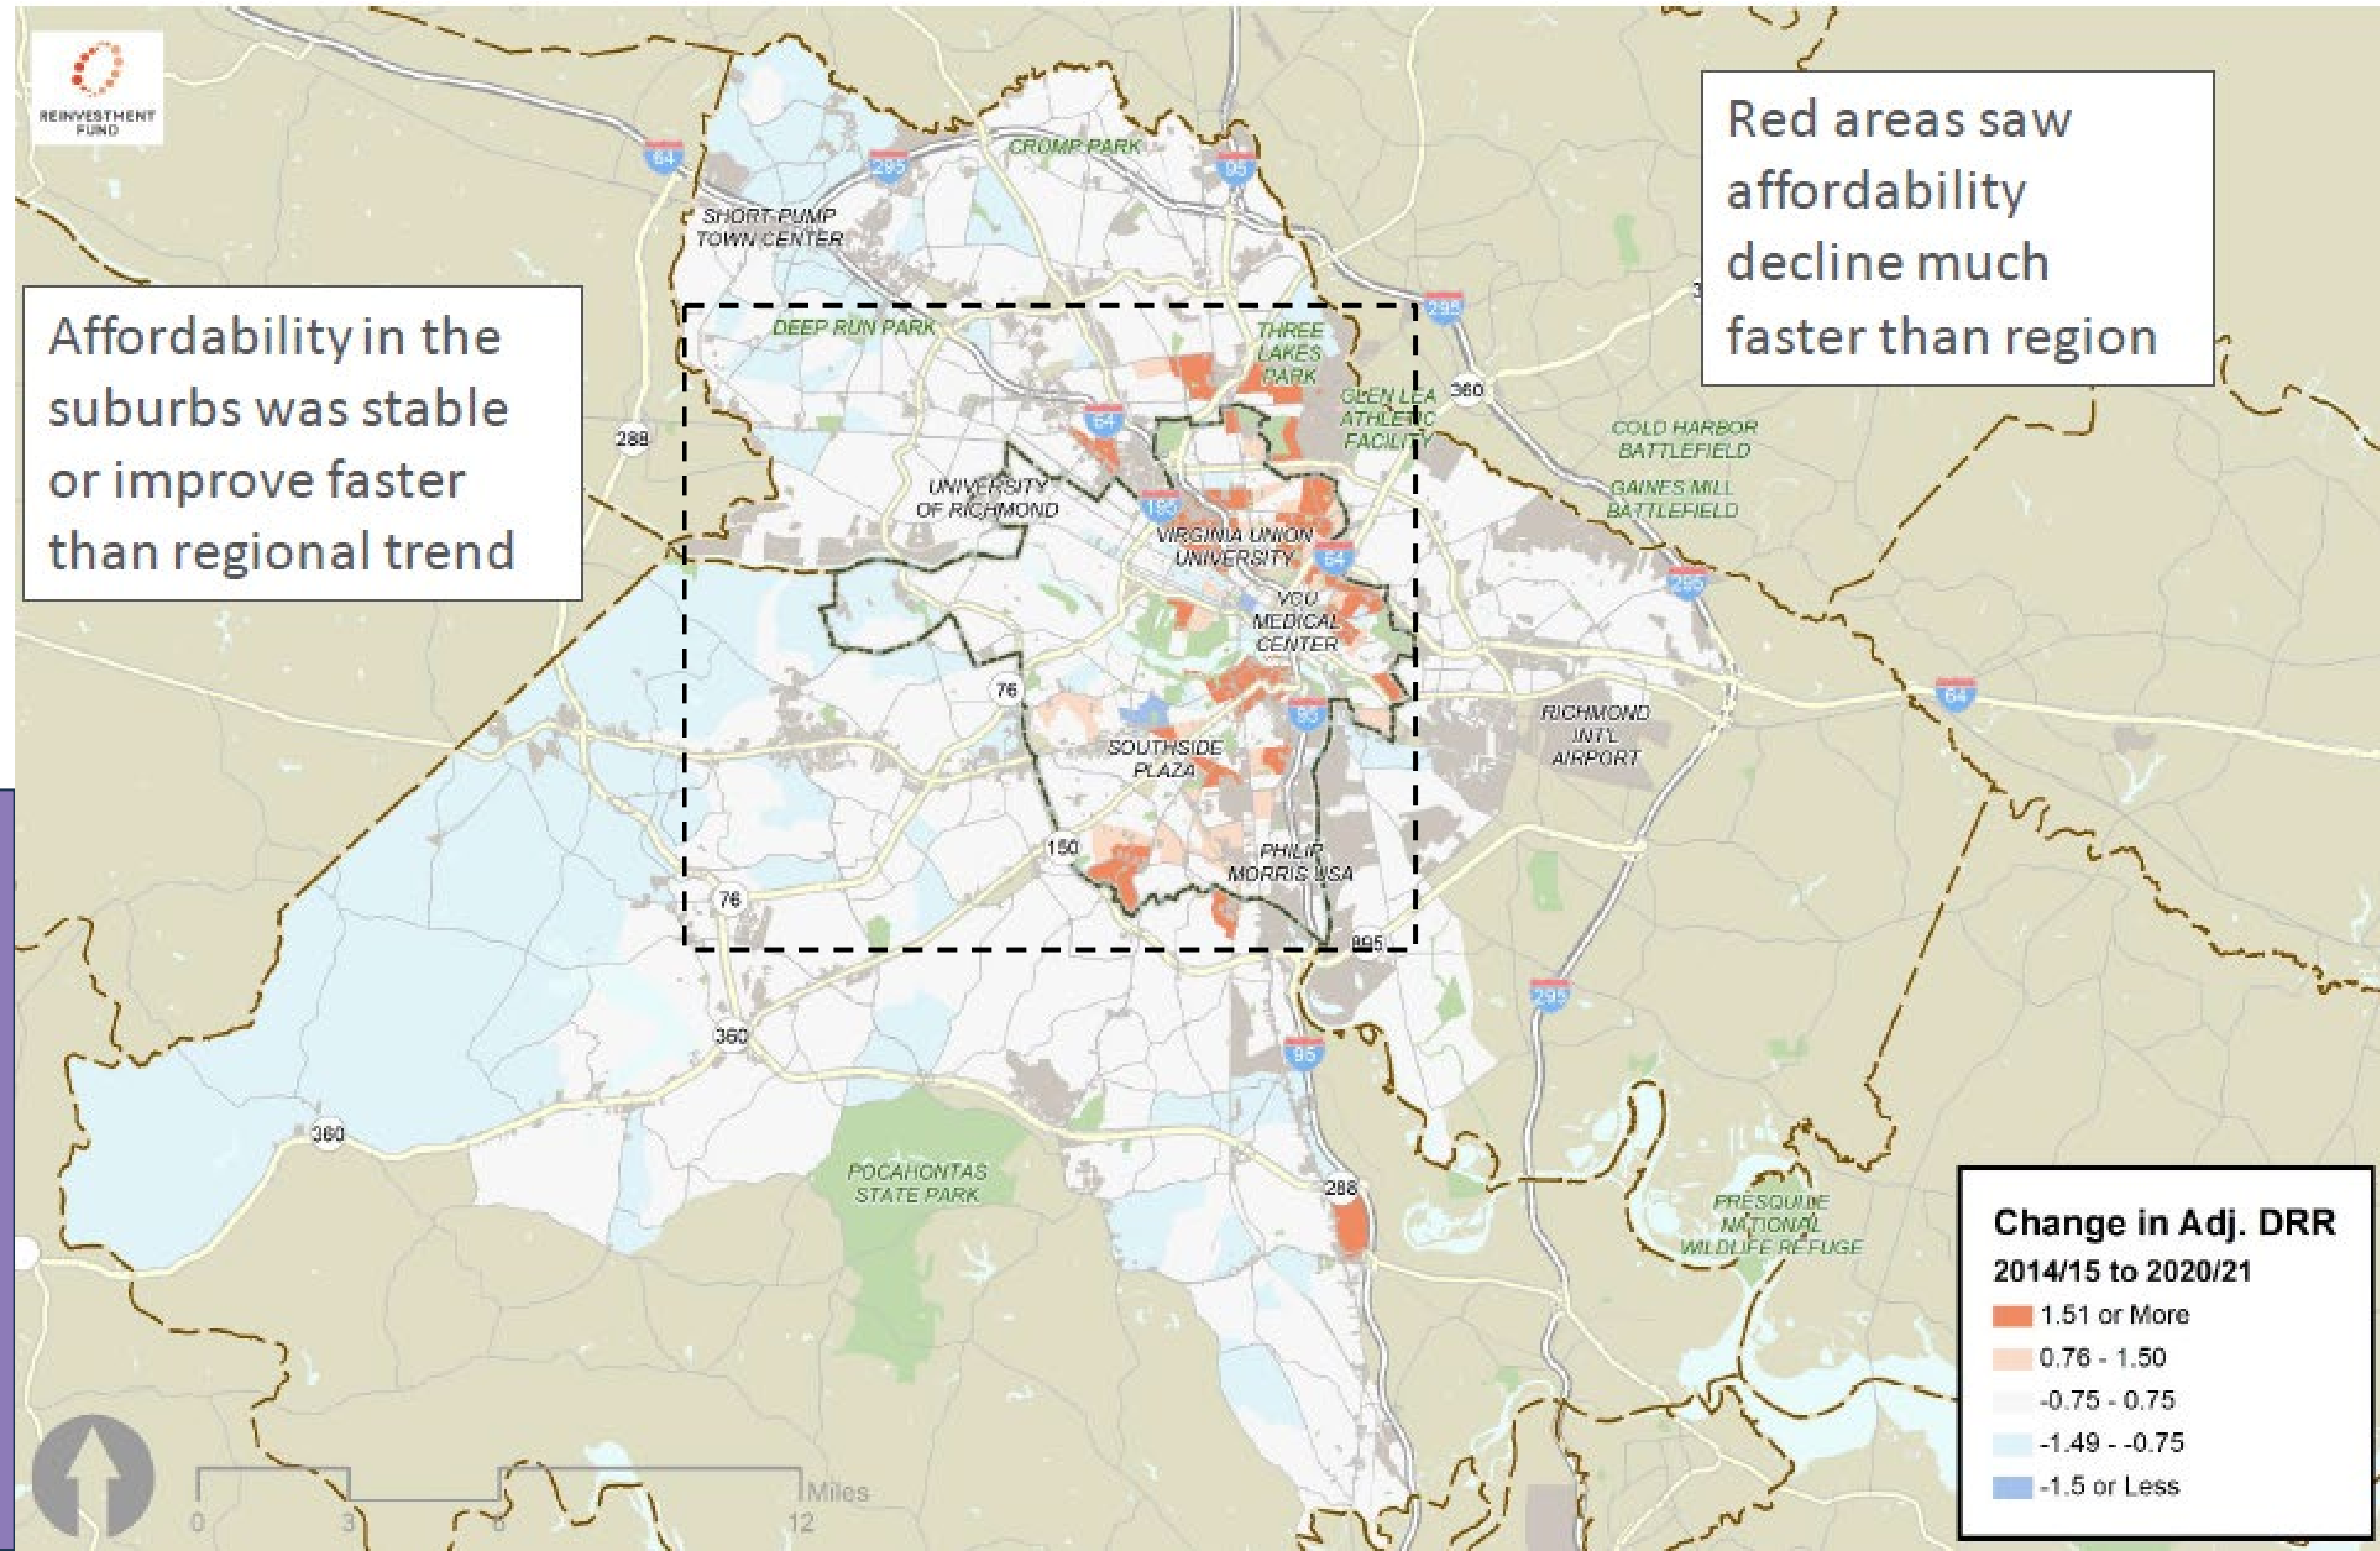 REINVESTMENT
FUND
Affordability in the
suburbs was stable
or improve faster
than regional trend
Red areas saw
affordability
decline much
faster than region
64
295
CROMP PARK
95
SHORT PUMP
TOWN CENTER
DEEP RUN PARK
THREE
LAKES
PARK
295
360
288
64
GLEN LEA
ATHLETIC
FACILITY
COLD HARBOR
BATTLEFIELD
GAINES MILL
BATTLEFIELD
UNIVERSITY
OF RICHMOND
195
VIRGINIA UNION
UNIVERSITY
64
295
VCU
MEDICAL
CENTER
76
95
64
RICHMOND
INT'L
AIRPORT
SOUTHSIDE
PLAZA
150
PHILIP
MORRIS USA
76
895
295
360
95
360
POCAHONTAS
STATE PARK
288
PRESQUILE
NATIONAL
WILDLIFE REFUGE
Change in Adj. DRR
2014/15 to 2020/21
1.51 or More
0.76 - 1.50
-0.75 - 0.75
-1.49 - -0.75
-1.5 or Less
Miles
0 3 6 12